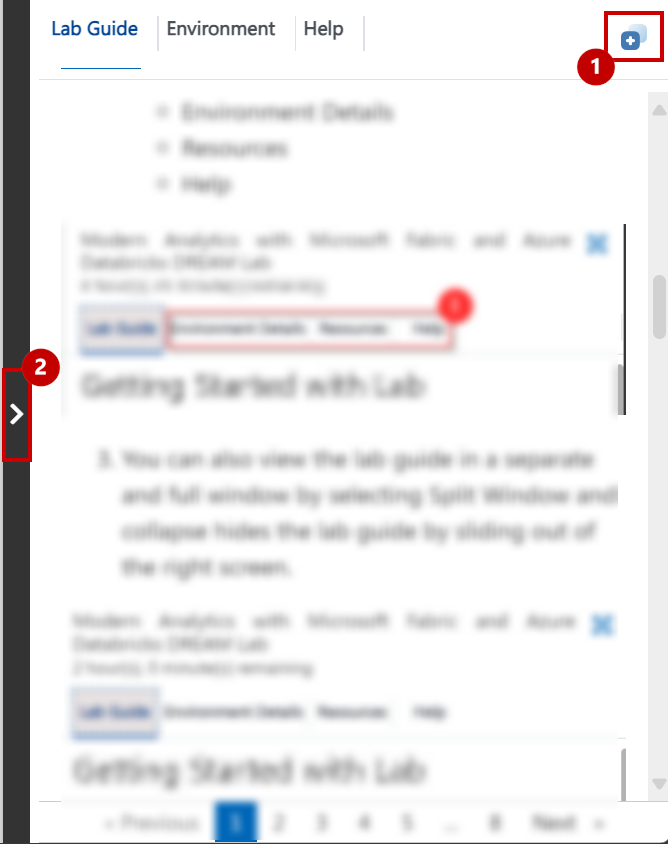 Lab Guide Environment Help
1
Environment Details
Resources
Help
Modern Analytics with Microsoft Fabric and Azure
Databricks DREAM Lab
Lab Guide Environment Details Resources Help
2
Getting Started with Lab
3. You can also view the lab guide in a separate
and full window by selecting Split Window and
collapse hides the lab guide by sliding out of
the right screen.
Modern Analytics with Microsoft Fabric and Azure
Databricks DREAM Lab
2 hour(s), 0 minute(s) remaining
Lab Guide Environment Details Resources Help
Getting Started with Lab
« Previous 1 2 3 4 5 ... 8 Next »